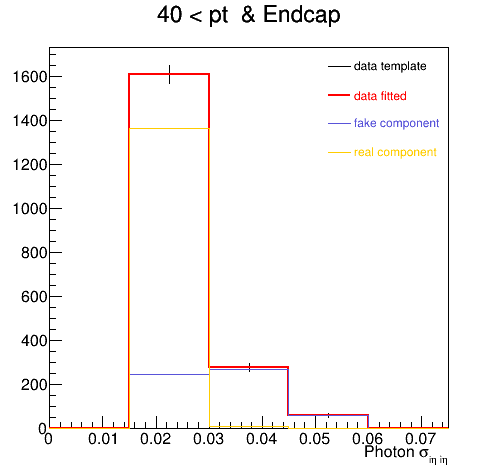 40 < pt & Endcap
data template
data fitted
fake component
real component
1600
1400
1200
1000
800
600
400
200
0
0 0.01 0.02 0.03 0.04 0.05 0.06 0.07
Photon σiη iη